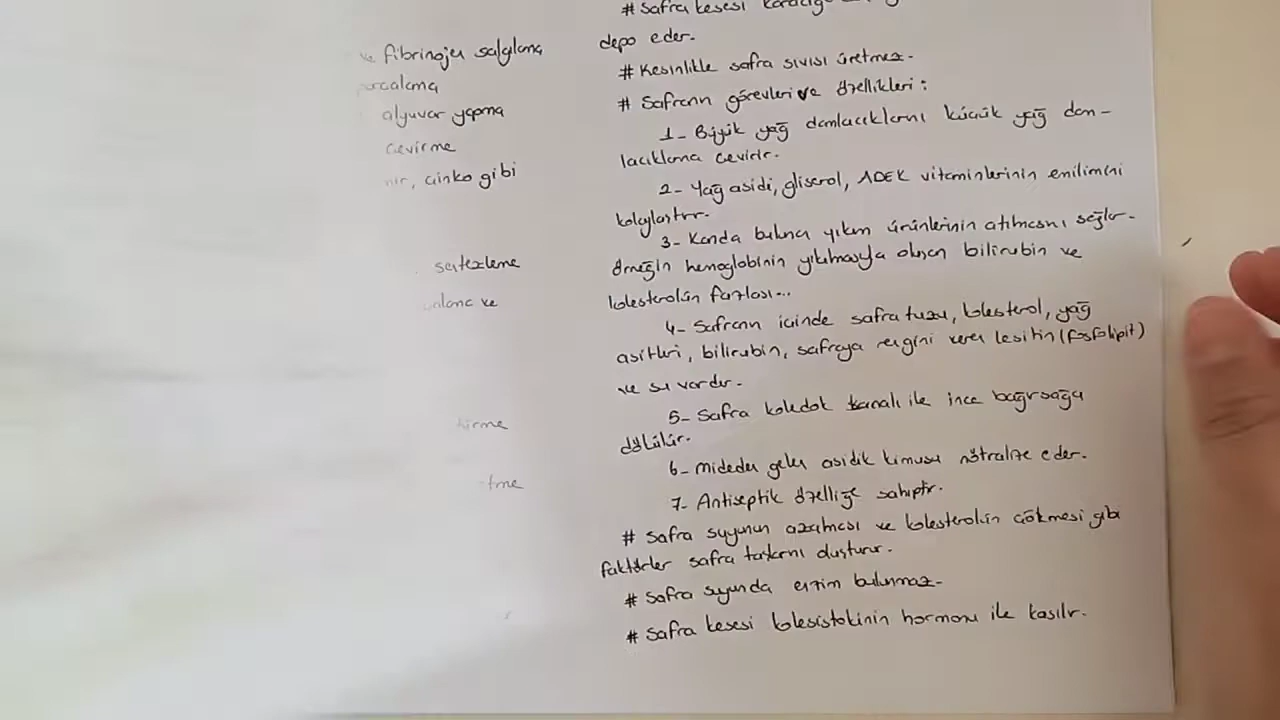 ve fibrinojen salgılama
parçalama
alyuvar yapma
çevirme
çinko gibi
sentezleme
ve
# Safra kesesi
depo eder.
# Kesinlikle safra sıvısı üretmez.
# Safranın görevleri ve özellikleri:
1- Büyük yağ damlacıklarını küçük yağ dam-
lacıklarına çevirir.
2- Yağ asidi, gliserol, ADEK vitaminlerinin emilimini
kolaylaştırır.
3- Kanda bulunan yıkım ürünlerinin atılmasını sağlar.
Örneğin hemoglobinin yıkılmasıyla oluşan bilirubin ve
kolesterolün fazlası...
4- Safranın içinde safra tuzu, kolesterol, yağ
asitleri, bilirubin, safraya rengini veren lesitin (fosfolipit)
ve su vardır.
5- Safra koledok kanalı ile ince bağırsağa
dökülür.
6- mideden gelen asidik kimusu nötralize eder.
7- Antiseptik özelliğe sahiptir.
# Safra suyunun azalması ve kolesterolün çökmesi gibi
faktörler safra taşlarını oluşturur.
# Safra suyunda enzim bulunmaz.
# Safra kesesi kolesistokinin hormonu ile kasılır.